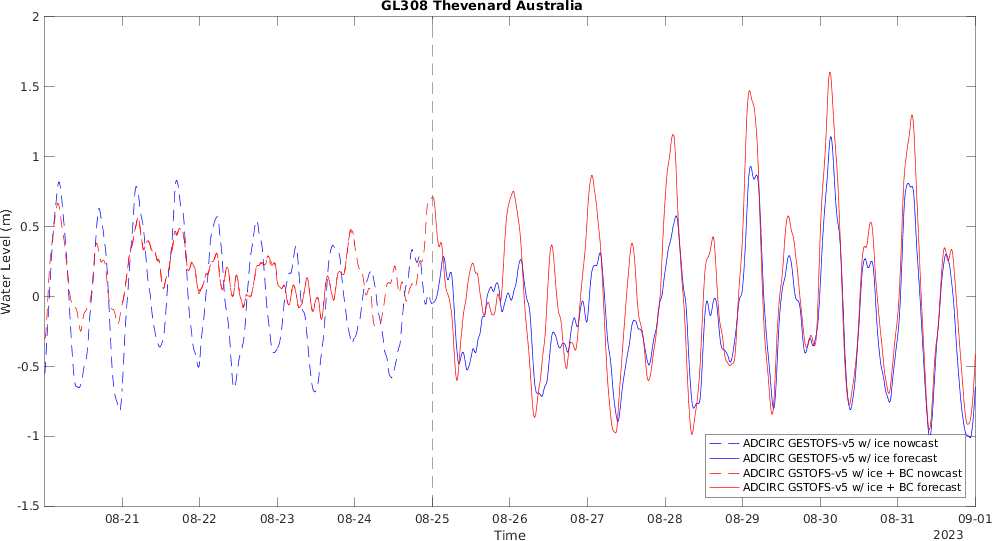 GL308 Thevenard Australia
Water Level (m)
2
1.5
1
0.5
0
-0.5
-1
-1.5
ADCIRC GESTOFS-v5 w/ ice nowcast
ADCIRC GESTOFS-v5 w/ ice forecast
ADCIRC GSTOFS-v5 w/ ice + BC nowcast
ADCIRC GSTOFS-v5 w/ ice + BC forecast
08-21 08-22 08-23 08-24 08-25 08-26 08-27 08-28 08-29 08-30 08-31 09-01
Time
2023